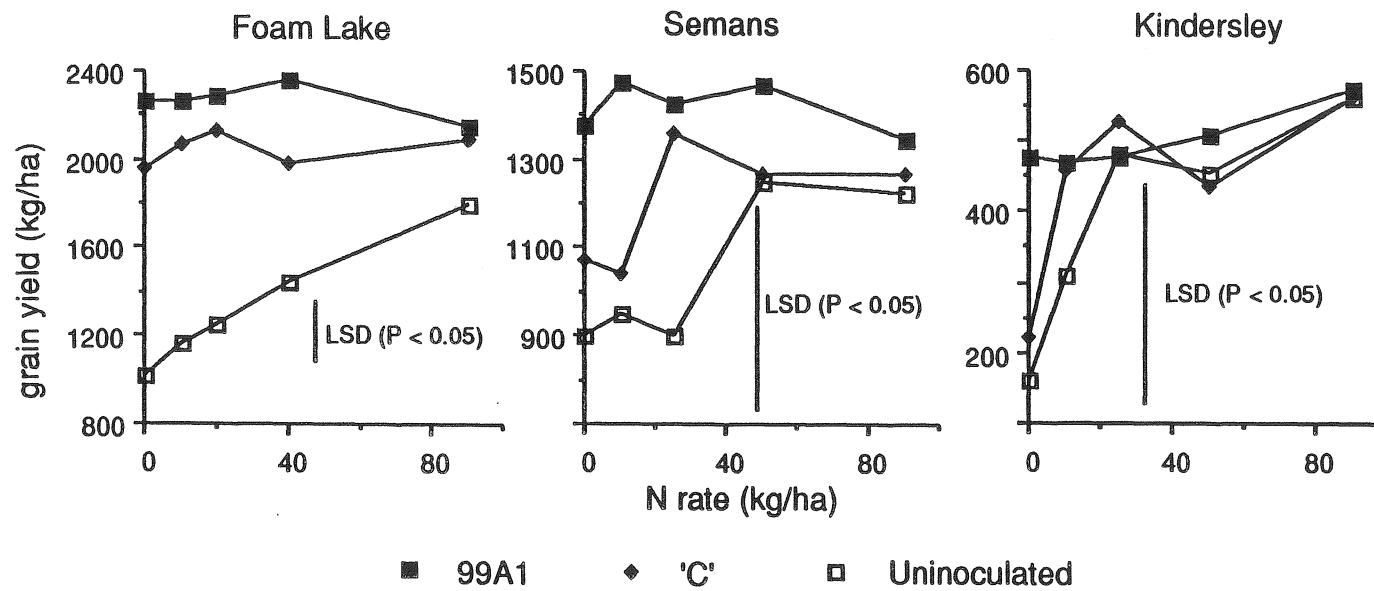 Foam Lake
Semans
Kindersley
grain yield (kg/ha)
2400
2000
1600
1200
800
0
40
80
LSD (P < 0.05)
1500
1300
1100
900
0
40
80
LSD (P < 0.05)
600
400
200
0
40
80
LSD (P < 0.05)
N rate (kg/ha)
99A1
'C'
Uninoculated